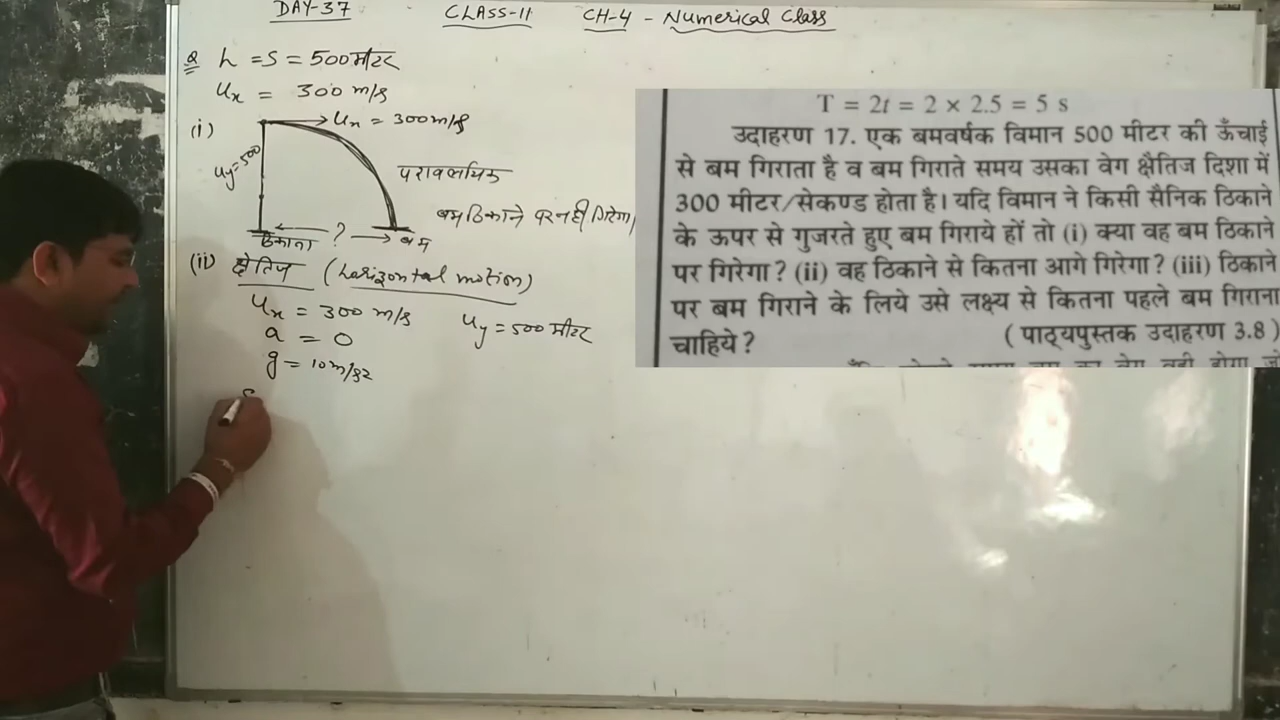 DAY-37 CLASS-11 CH-4 - Numerical Class
Q h = S = 500 मीटर
ux = 300 m/s
(i)
ux = 300 m/s
uy = 500
परावलयिक
बम ठिकाने पर नही गिरेगा
ठिकाना ? बम
(ii) क्षैतिज (horizontal motion)
ux = 300 m/s uy = 500 मीटर
a = 0
g = 10 m/s2
T = 2t = 2 × 2.5 = 5 s
उदाहरण 17. एक बमवर्षक विमान 500 मीटर की ऊँचाई
से बम गिराता है व बम गिराते समय उसका वेग क्षैतिज दिशा में
300 मीटर/सेकण्ड होता है। यदि विमान ने किसी सैनिक ठिकाने
के ऊपर से गुजरते हुए बम गिराये हों तो (i) क्या वह बम ठिकाने
पर गिरेगा? (ii) वह ठिकाने से कितना आगे गिरेगा? (iii) ठिकाने
पर बम गिराने के लिये उसे लक्ष्य से कितना पहले बम गिराना
चाहिये? (पाठ्यपुस्तक उदाहरण 3.8)